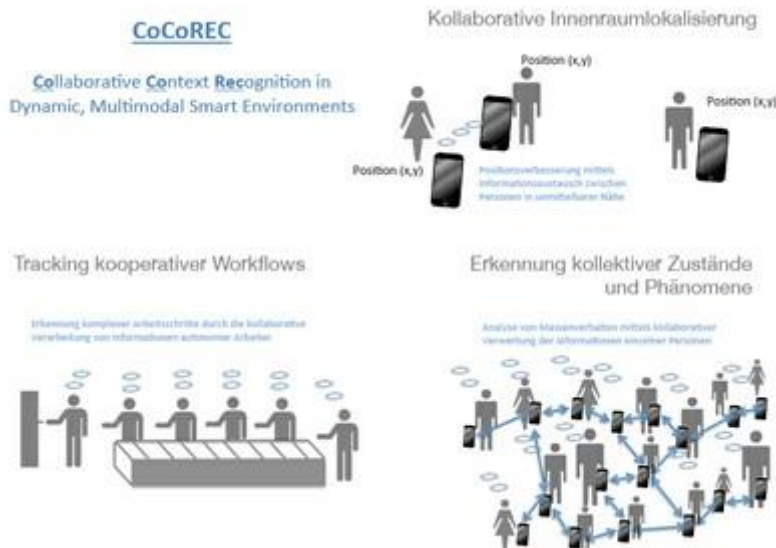 CoCoREC
Collaborative Context Recognition in
Dynamic, Multimodal Smart Environments
Kollaborative Innenraumlokalisierung
Position (x,y)
Position (x,y)
Position (x,y)
Positionsverbesserung mittels
Informationsaustausch zwischen
Personen in unmittelbarer Nähe
Tracking kooperativer Workflows
Erkennung komplexer Arbeitsschritte durch die kollaborative
Verarbeitung von Informationen autonomer Arbeiter
Erkennung kollektiver Zustände
und Phänomene
Analyse von Massenverhalten mittels kollaborativer
Verwertung der Informationen einzelner Personen